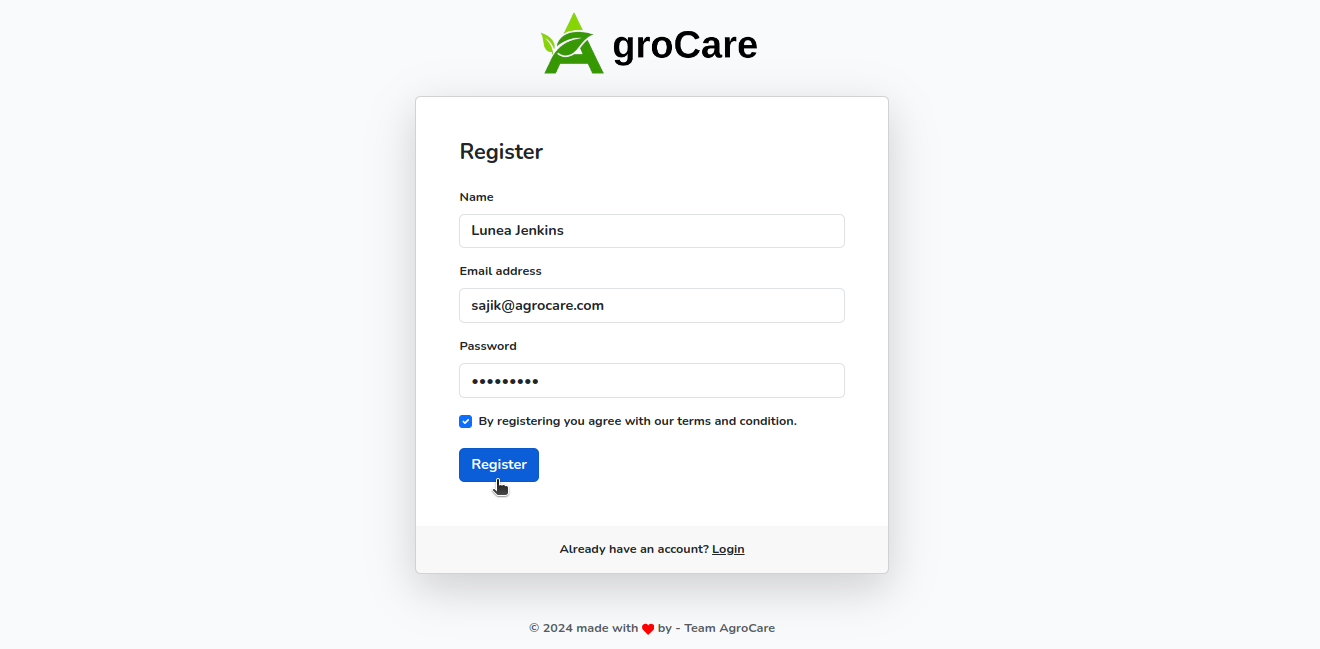 AgroCare
Register
Name
Lunea Jenkins
Email address
sajik@agrocare.com
Password
•••••••••
By registering you agree with our terms and condition.
Register
Already have an account? Login
© 2024 made with ❤ by - Team AgroCare